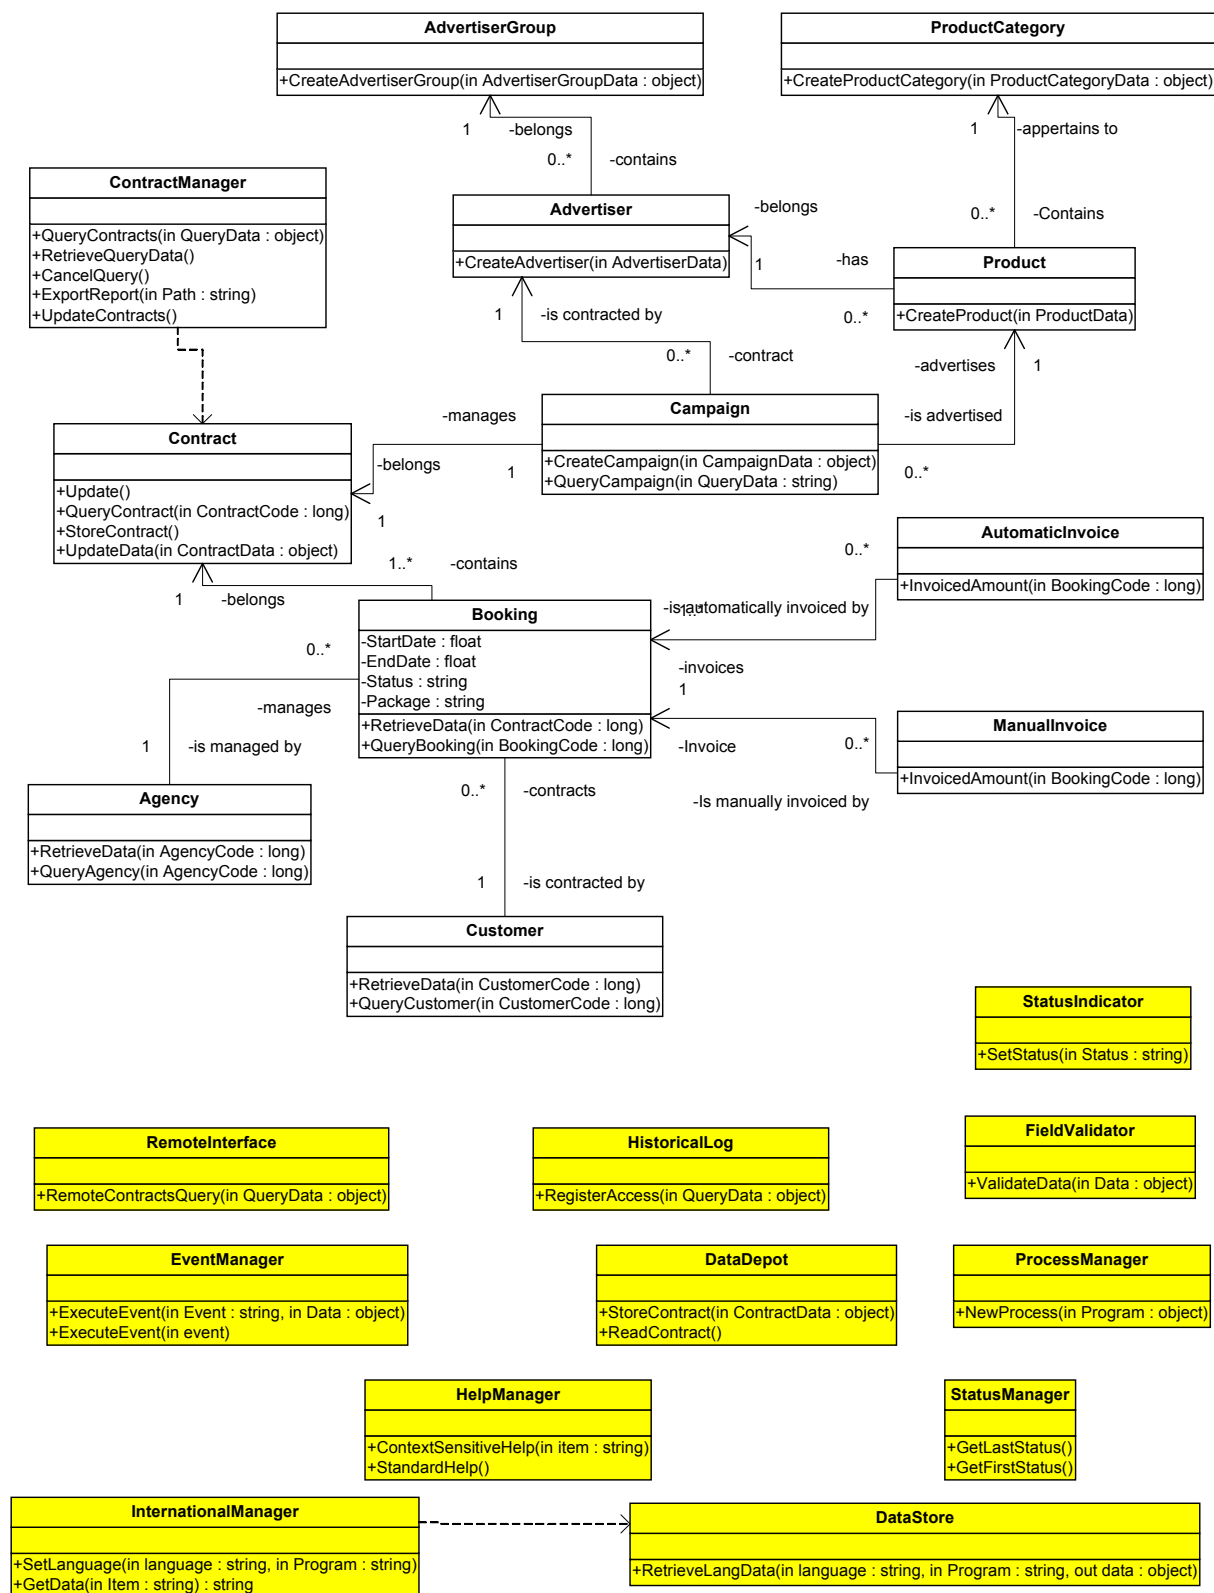 AdvertiserGroup
+CreateAdvertiserGroup(in AdvertiserGroupData : object)
ProductCategory
+CreateProductCategory(in ProductCategoryData : object)
1
-belongs
0..*
-contains
1
-appertains to
0..*
-Contains
ContractManager
+QueryContracts(in QueryData : object)
+RetrieveQueryData()
+CancelQuery()
+ExportReport(in Path : string)
+UpdateContracts()
Advertiser
+CreateAdvertiser(in AdvertiserData)
-belongs
1
-has
0..*
Product
+CreateProduct(in ProductData)
1
-is contracted by
0..*
-contract
-advertises
1
-is advertised
0..*
Campaign
+CreateCampaign(in CampaignData : object)
+QueryCampaign(in QueryData : string)
-manages
1
-belongs
1
Contract
+Update()
+QueryContract(in ContractCode : long)
+StoreContract()
+UpdateData(in ContractData : object)
1..*
-contains
1
-belongs
Booking
-StartDate : float
-EndDate : float
-Status : string
-Package : string
+RetrieveData(in ContractCode : long)
+QueryBooking(in BookingCode : long)
0..*
AutomaticInvoice
+InvoicedAmount(in BookingCode : long)
-is automatically invoiced by
-invoices
1
0..*
-manages
1
-is managed by
-Invoice
0..*
-Is manually invoiced by
ManualInvoice
+InvoicedAmount(in BookingCode : long)
Agency
+RetrieveData(in AgencyCode : long)
+QueryAgency(in AgencyCode : long)
0..*
-contracts
1
-is contracted by
Customer
+RetrieveData(in CustomerCode : long)
+QueryCustomer(in CustomerCode : long)
StatusIndicator
+SetStatus(in Status : string)
RemoteInterface
+RemoteContractsQuery(in QueryData : object)
HistoricalLog
+RegisterAccess(in QueryData : object)
FieldValidator
+ValidateData(in Data : object)
EventManager
+ExecuteEvent(in Event : string, in Data : object)
+ExecuteEvent(in event)
DataDepot
+StoreContract(in ContractData : object)
+ReadContract()
ProcessManager
+NewProcess(in Program : object)
HelpManager
+ContextSensitiveHelp(in item : string)
+StandardHelp()
StatusManager
+GetLastStatus()
+GetFirstStatus()
InternationalManager
+SetLanguage(in language : string, in Program : string)
+GetData(in Item : string) : string
DataStore
+RetrieveLangData(in language : string, in Program : string, out data : object)